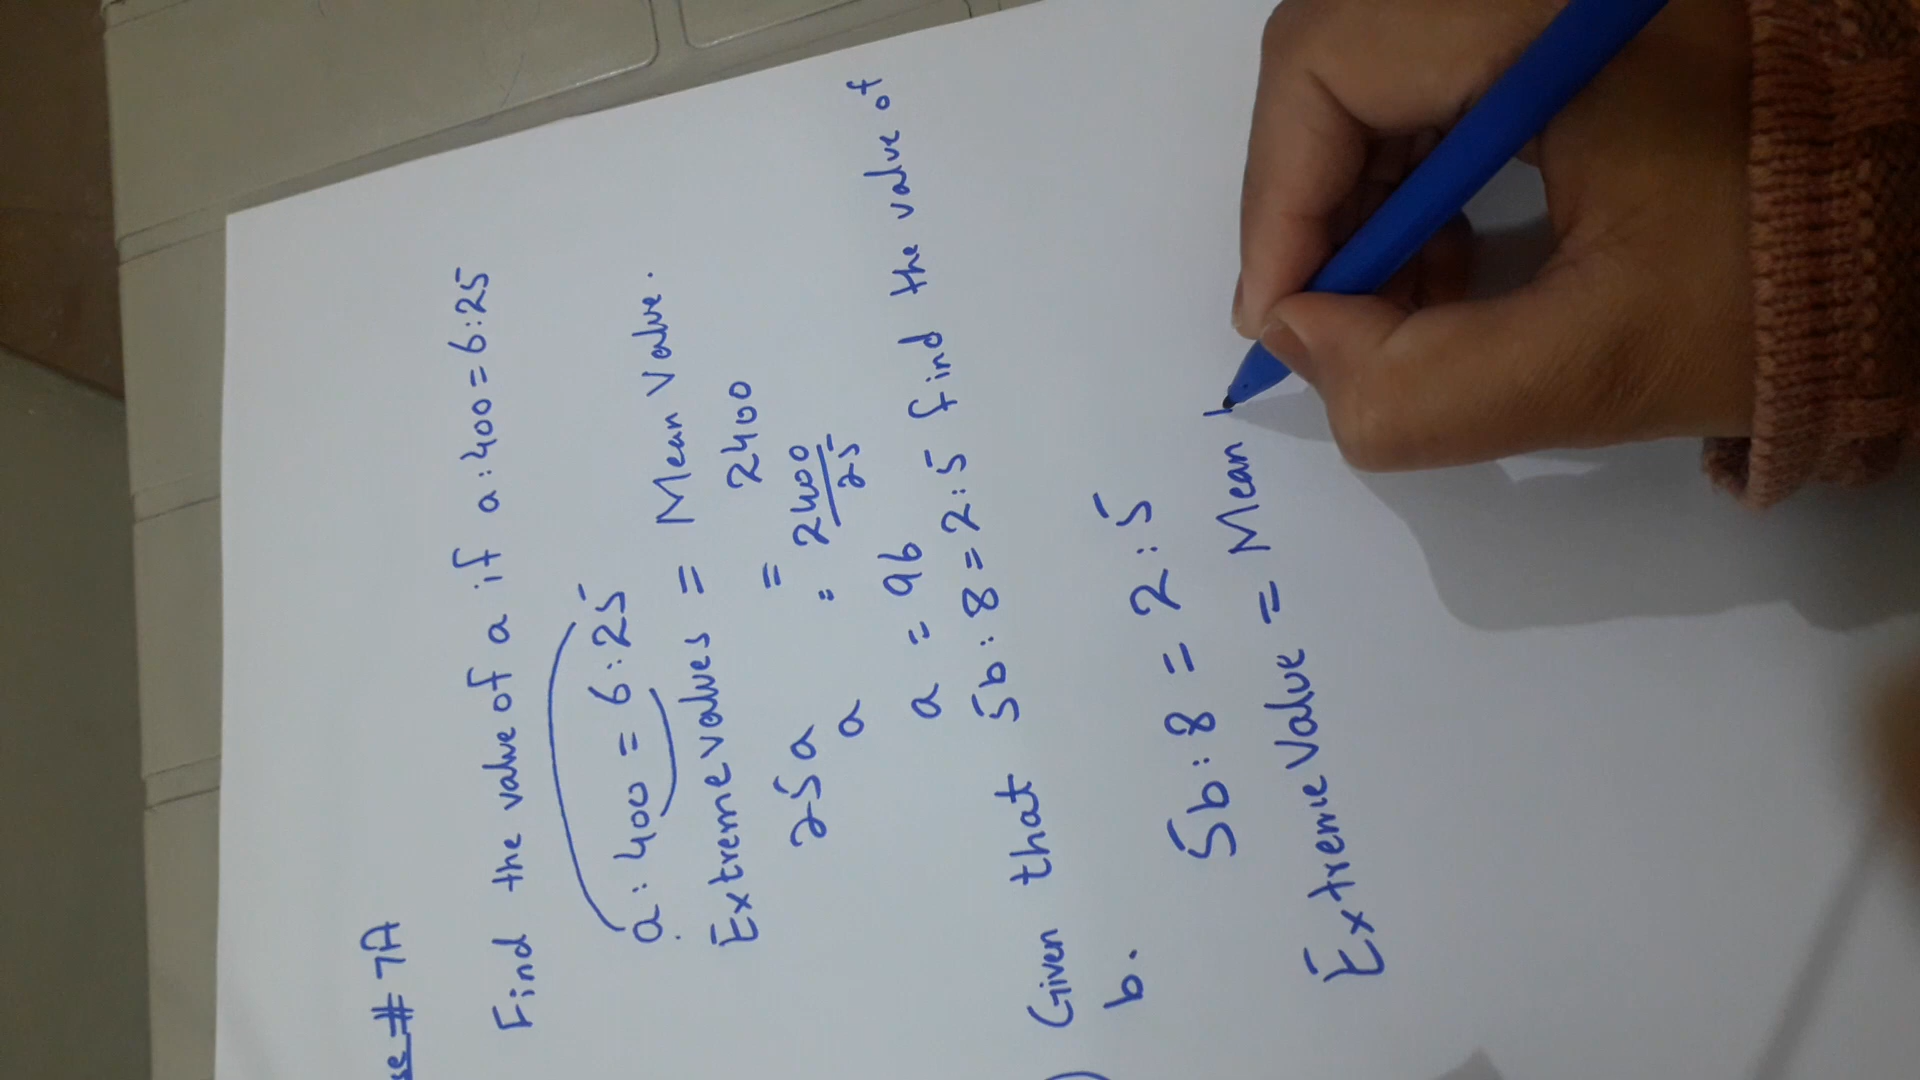 # 7A
Find the value of a if a:400=6:25
a:400 = 6:25
Extreme values = Mean Value.
25a = 2400
a = 2400/25
a = 96
Given that 5b:8=2:5 find the value of
b.
5b:8 = 2:5
Extreme Value = Mean